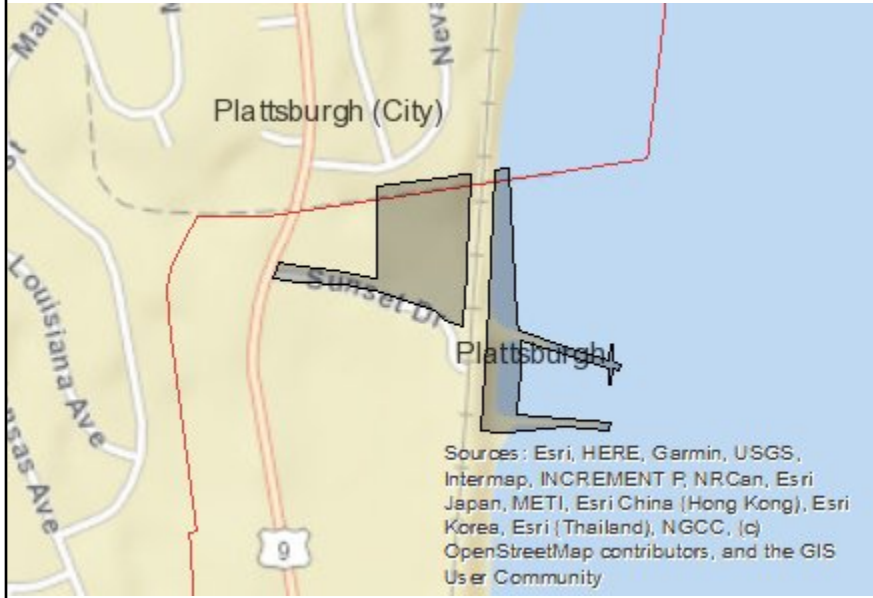 Main
Neva
Plattsburgh (City)
Louisiana Ave
Sunset Dr
Plattsburgh
nsas Ave
9
Sources: Esri, HERE, Garmin, USGS,
Intermap, INCREMENT P, NRCan, Esri
Japan, METI, Esri China (Hong Kong), Esri
Korea, Esri (Thailand), NGCC, (c)
OpenStreetMap contributors, and the GIS
User Community